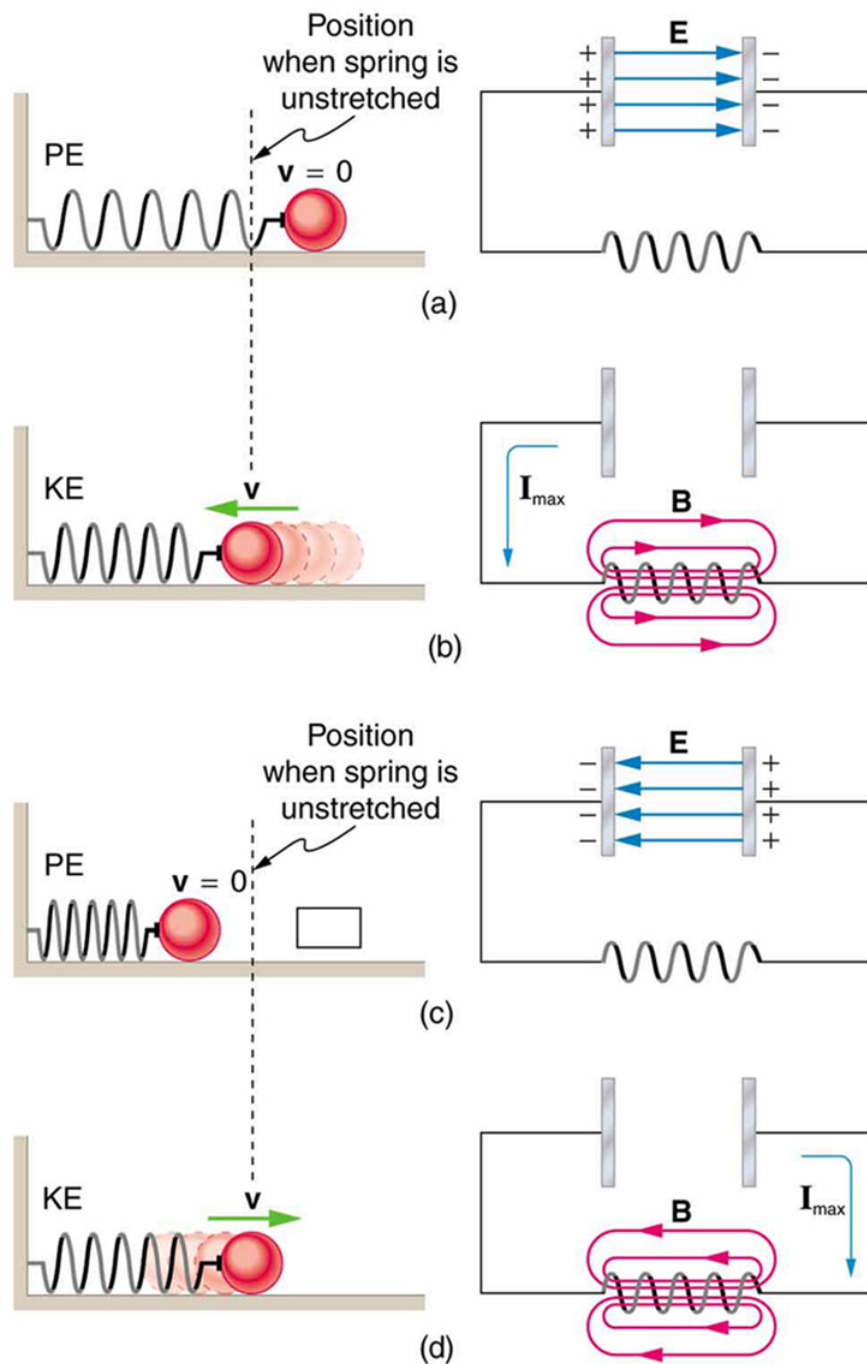 Position
when spring is
unstretched
PE
v = 0
E
+ −
+ −
+ −
+ −
(a)
KE
v
I max
B
(b)
Position
when spring is
unstretched
PE
v = 0
E
− +
− +
− +
− +
(c)
KE
v
I max
B
(d)